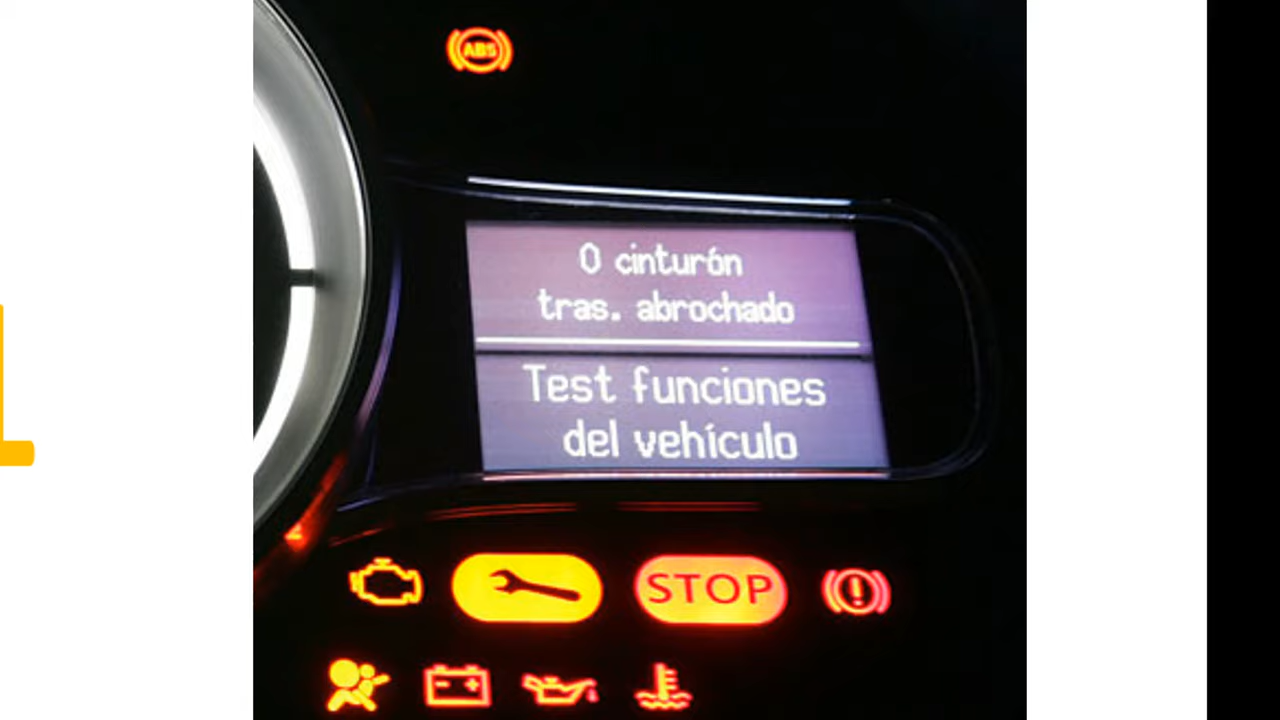 ABS
0 cinturón
tras. abrochado
Test funciones
del vehículo
STOP